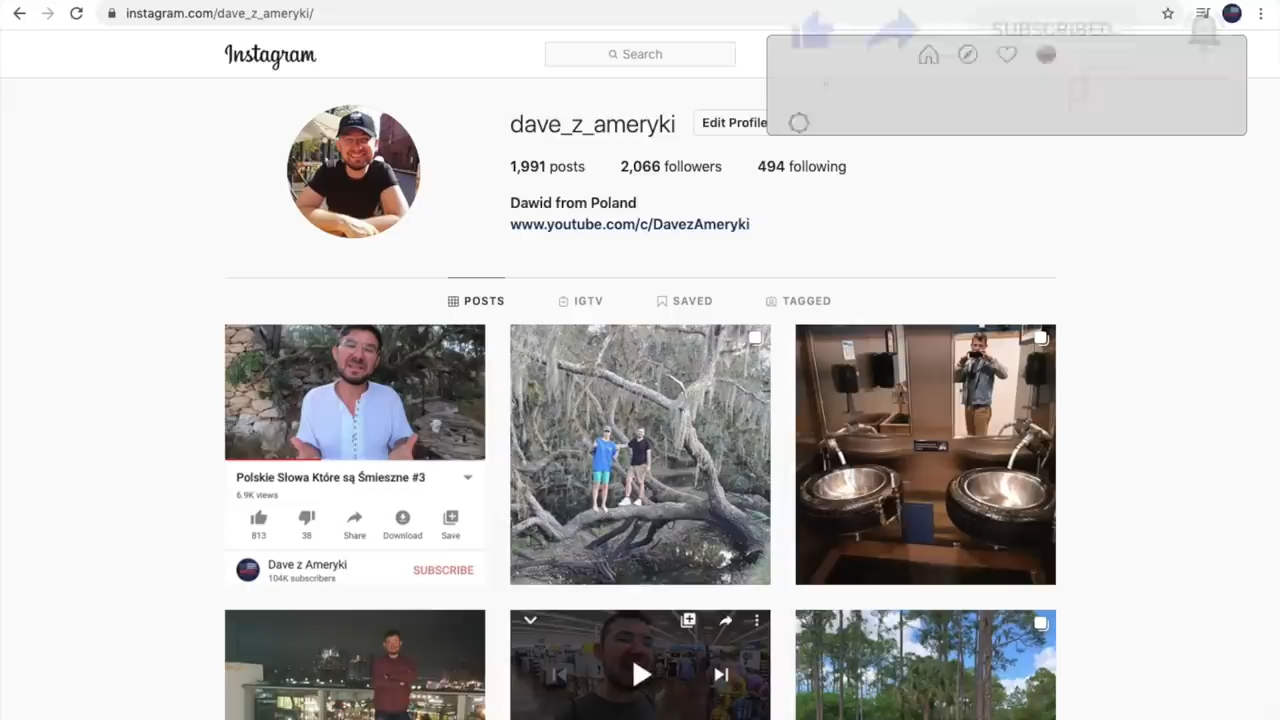 instagram.com/dave_z_ameryki/
SUBSCRIBED
Instagram
Search
dave_z_ameryki
Edit Profile
1,991 posts 2,066 followers 494 following
Dawid from Poland
www.youtube.com/c/DavezAmeryki
POSTS IGTV SAVED TAGGED
Polskie Slowa Które są Śmieszne #3
6.9K views
813 38 Share Download Save
Dave z Ameryki
104K subscribers
SUBSCRIBE